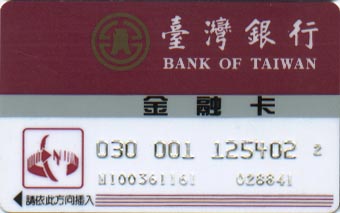 臺灣銀行
BANK OF TAIWAN
金融卡
030 001 125402 2
N100361161 028841
◀請依此方向插入